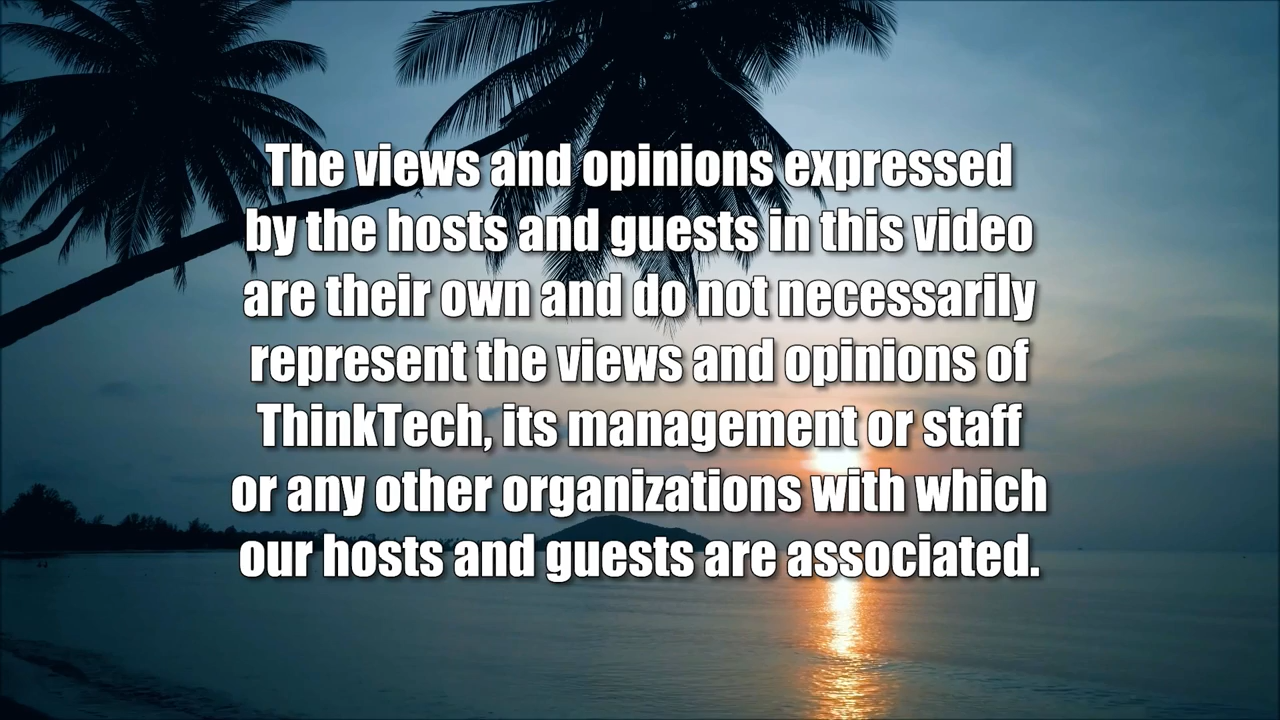 The views and opinions expressed
by the hosts and guests in this video
are their own and do not necessarily
represent the views and opinions of
ThinkTech, its management or staff
or any other organizations with which
our hosts and guests are associated.